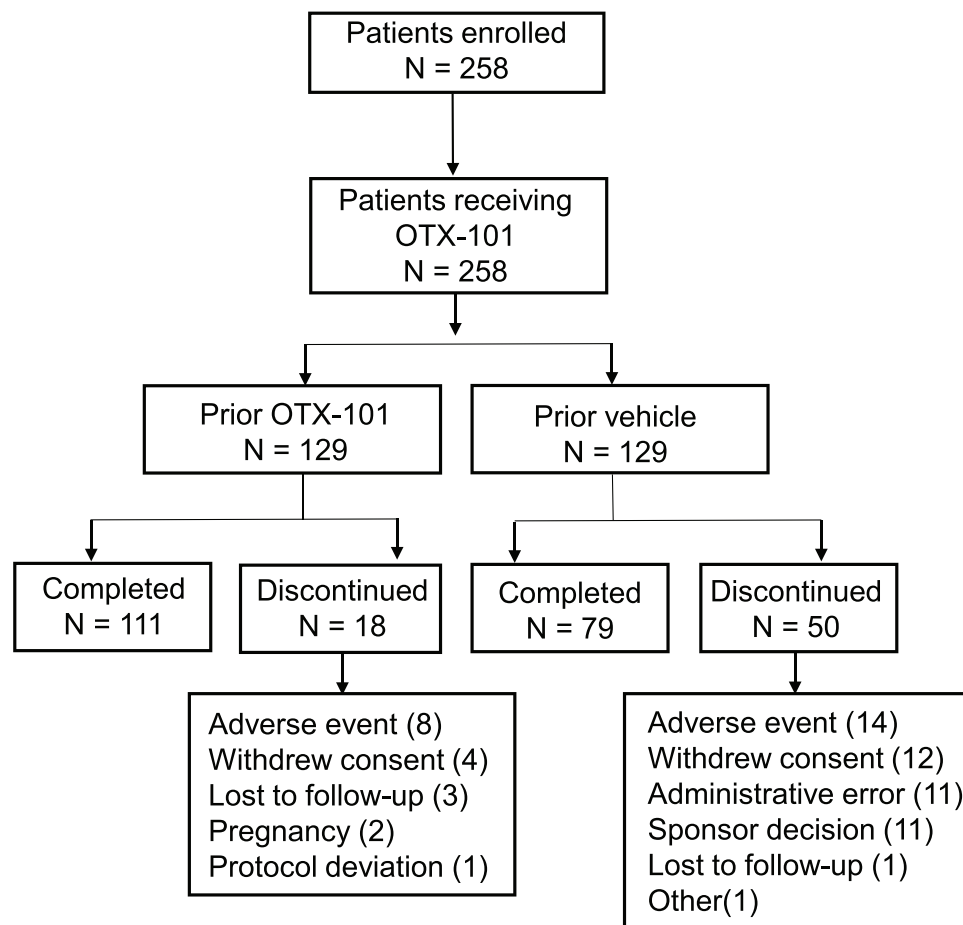 Patients enrolled
N = 258
Patients receiving
OTX-101
N = 258
Prior OTX-101
N = 129
Prior vehicle
N = 129
Completed
N = 111
Discontinued
N = 18
Completed
N = 79
Discontinued
N = 50
Adverse event (8)
Withdrew consent (4)
Lost to follow-up (3)
Pregnancy (2)
Protocol deviation (1)
Adverse event (14)
Withdrew consent (12)
Administrative error (11)
Sponsor decision (11)
Lost to follow-up (1)
Other(1)